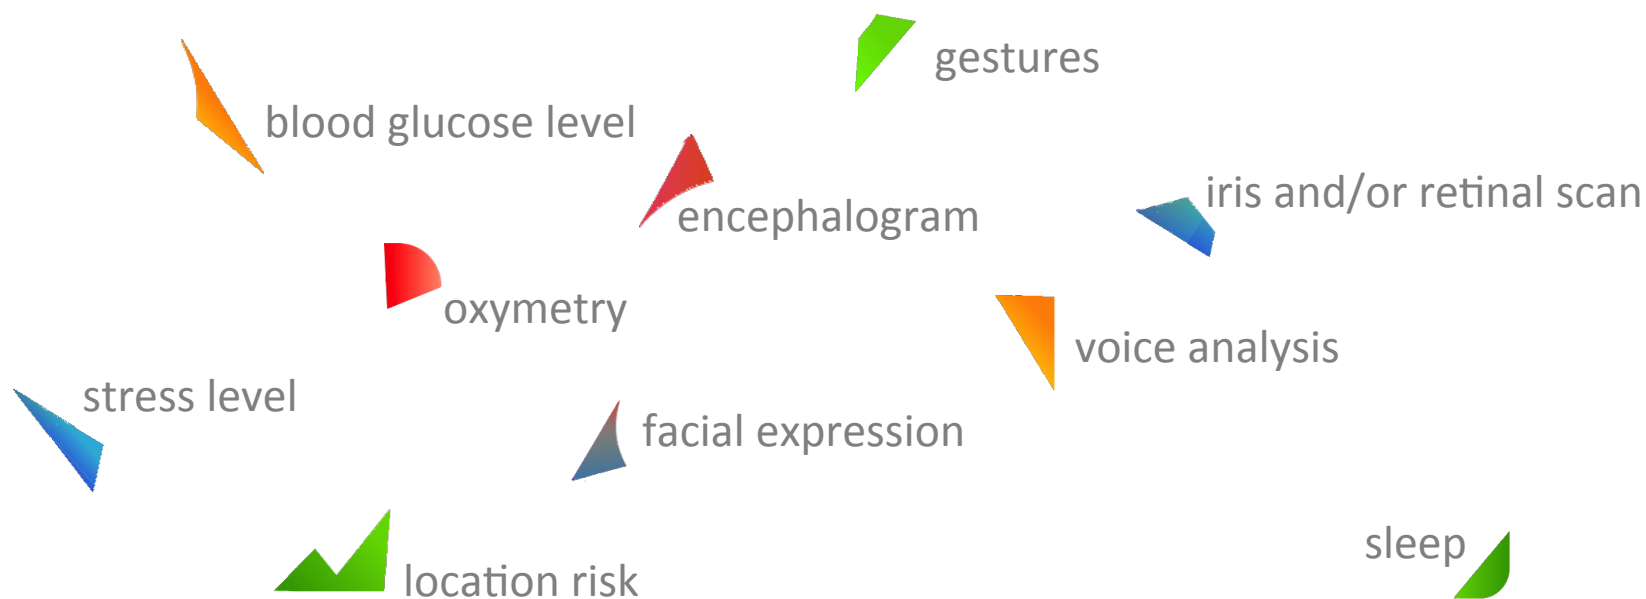 gestures
blood glucose level
iris and/or retinal scan
encephalogram
oxymetry
voice analysis
stress level
facial expression
sleep
location risk